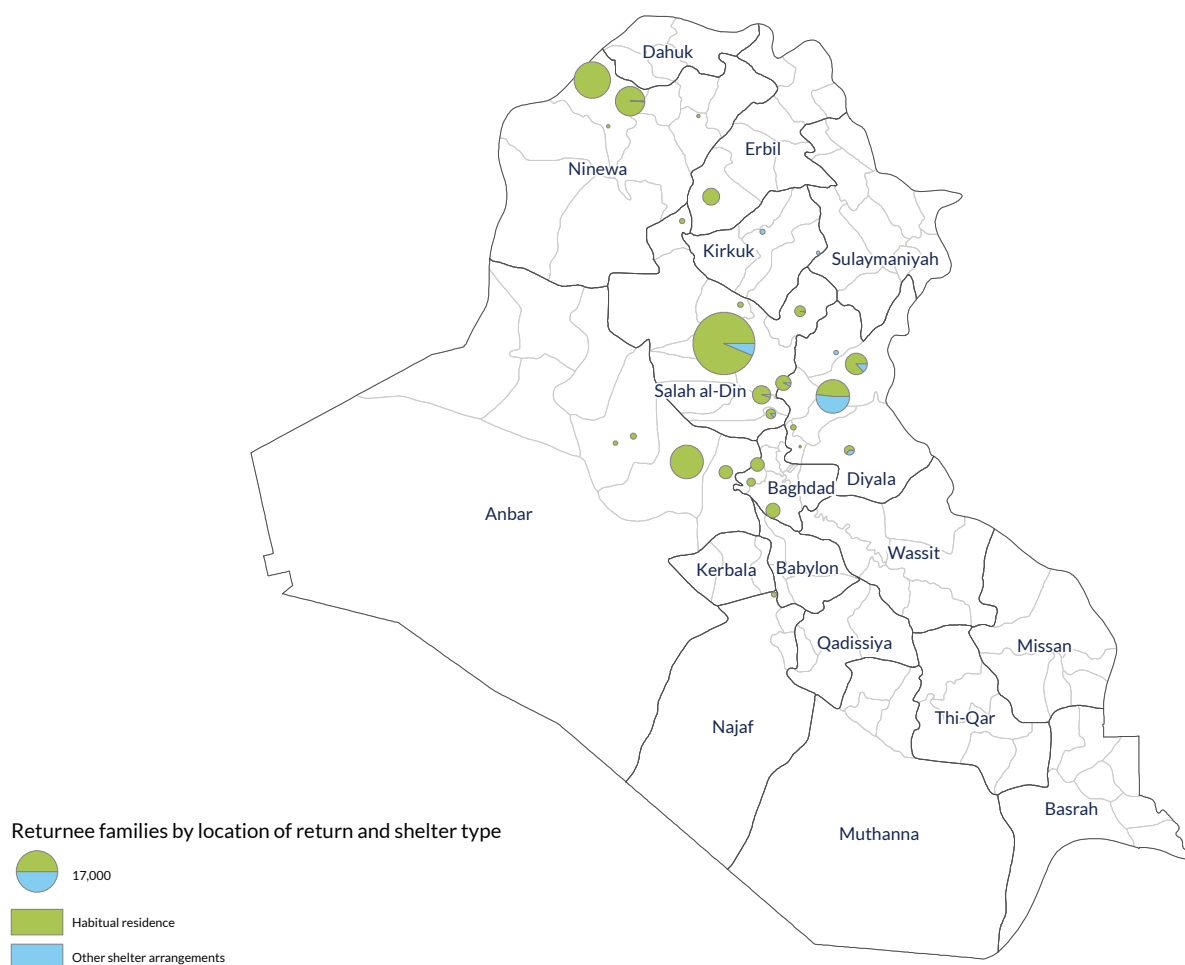 Dahuk
Erbil
Ninewa
Kirkuk
Sulaymaniyah
Salah al-Din
Diyala
Baghdad
Anbar
Wassit
Kerbala
Babylon
Qadissiya
Missan
Thi-Qar
Najaf
Basrah
Muthanna
Returnee families by location of return and shelter type
17,000
Habitual residence
Other shelter arrangements